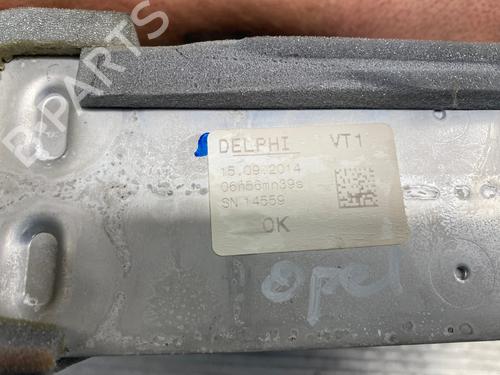 B-PARTS
DELPHI VT1
15.09.2014
06h56mn39s
SN 14559
OK
opel